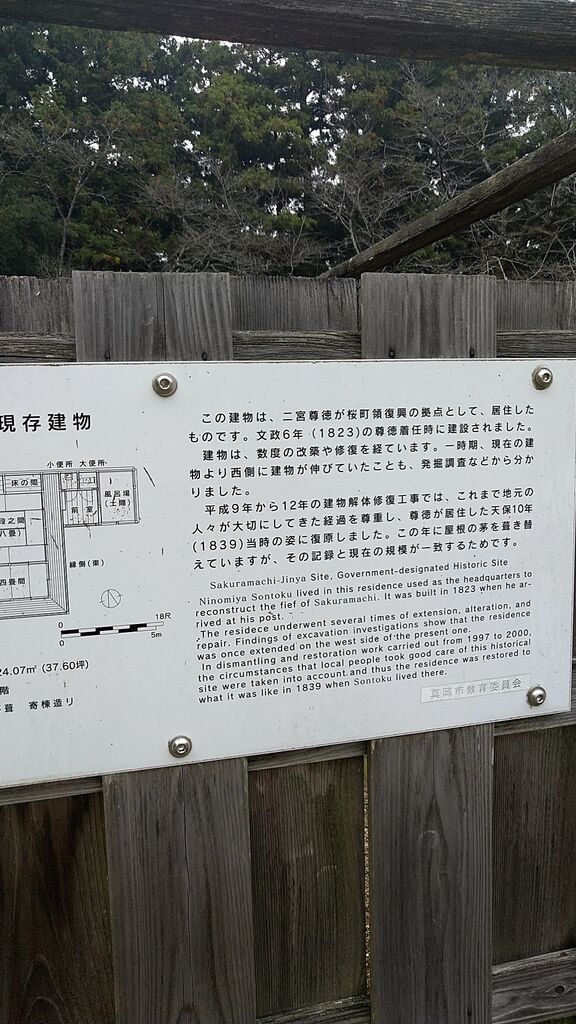 現存建物
小便所 大便所
床の間
前室
風呂場
(土間)
段之間
八畳)
縁側(東)
四畳間
18尺
5m
24.07㎡ (37.60坪)
階
葺 寄棟造り
この建物は、二宮尊徳が桜町領復興の拠点として、居住した
ものです。文政6年 (1823)の尊徳着任時に建設されました。
建物は、数度の改築や修復を経ています。一時期、現在の建
物より西側に建物が伸びていたことも、発掘調査などから分か
りました。
平成9年から12年の建物解体修復工事では、これまで地元の
人々が大切にしてきた経過を尊重し、尊徳が居住した天保10年
(1839)当時の姿に復原しました。この年に屋根の茅を葺き替
えていますが、その記録と現在の規模が一致するためです。
Sakuramachi-Jinya Site, Government-designated Historic Site
Ninomiya Sontoku lived in this residence used as the headquarters to
reconstruct the fief of Sakuramachi. It was built in 1823 when he ar-
rived at his post.
The residece underwent several times of extension, alteration, and
repair. Findings of excavation investigations show that the residence
was once extended on the west side of the present one.
In dismantling and restoration work carried out from 1997 to 2000,
the circumstances that local people took good care of this historical
site were taken into account and thus the residence was restored to
what it was like in 1839 when Sontoku lived there.
真岡市教育委員会